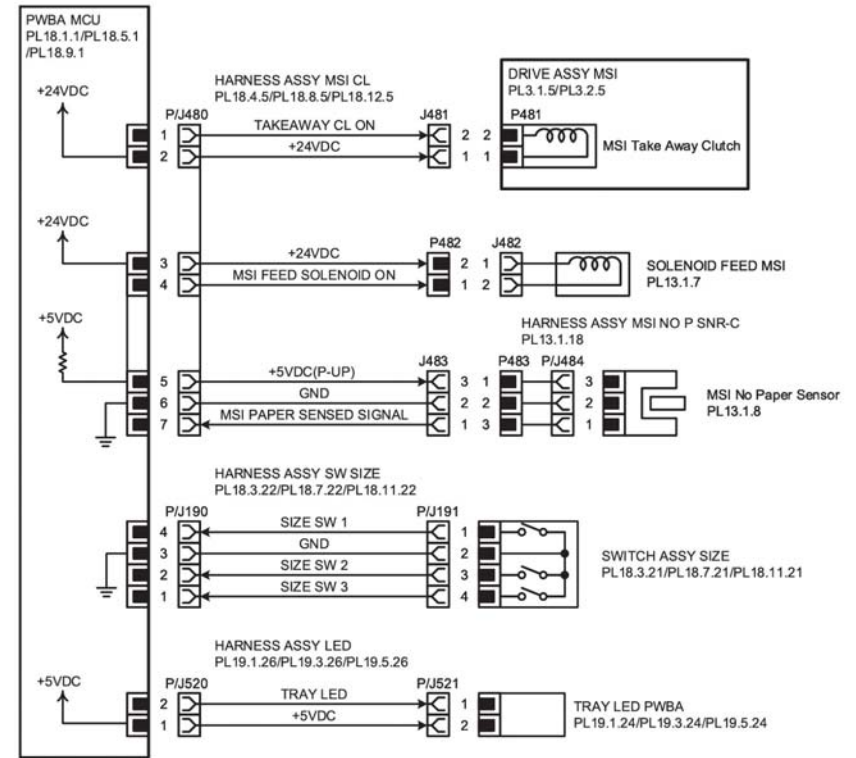 PWBA MCU
PL18.1.1/PL18.5.1
/PL18.9.1
+24VDC
HARNESS ASSY MSI CL
PL18.4.5/PL18.8.5/PL18.12.5
DRIVE ASSY MSI
PL3.1.5/PL3.2.5
P/J480
J481
P481
1 TAKEAWAY CL ON 2 2
2 +24VDC 1 1
MSI Take Away Clutch
+24VDC
P482 J482
3 +24VDC 2 1
4 MSI FEED SOLENOID ON 1 2
SOLENOID FEED MSI
PL13.1.7
+5VDC
HARNESS ASSY MSI NO P SNR-C
PL13.1.18
J483 P483 P/J484
5 +5VDC(P-UP) 3 1 3
6 GND 2 2 2
7 MSI PAPER SENSED SIGNAL 1 3 1
MSI No Paper Sensor
PL13.1.8
HARNESS ASSY SW SIZE
PL18.3.22/PL18.7.22/PL18.11.22
P/J190 P/J191
4 SIZE SW 1 1
3 GND 2
2 SIZE SW 2 3
1 SIZE SW 3 4
SWITCH ASSY SIZE
PL18.3.21/PL18.7.21/PL18.11.21
HARNESS ASSY LED
PL19.1.26/PL19.3.26/PL19.5.26
+5VDC
P/J520 P/J521
2 TRAY LED 1
1 +5VDC 2
TRAY LED PWBA
PL19.1.24/PL19.3.24/PL19.5.24